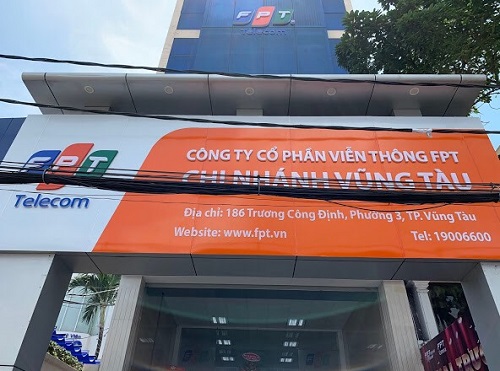 FPT
Telecom
FPT
Telecom
CÔNG TY CỔ PHẦN VIỄN THÔNG FPT
CHI NHÁNH VŨNG TÀU
Địa chỉ: 186 Trương Công Định, Phường 3, TP. Vũng Tàu
Website: www.fpt.vn
Tel: 19006600
FPT